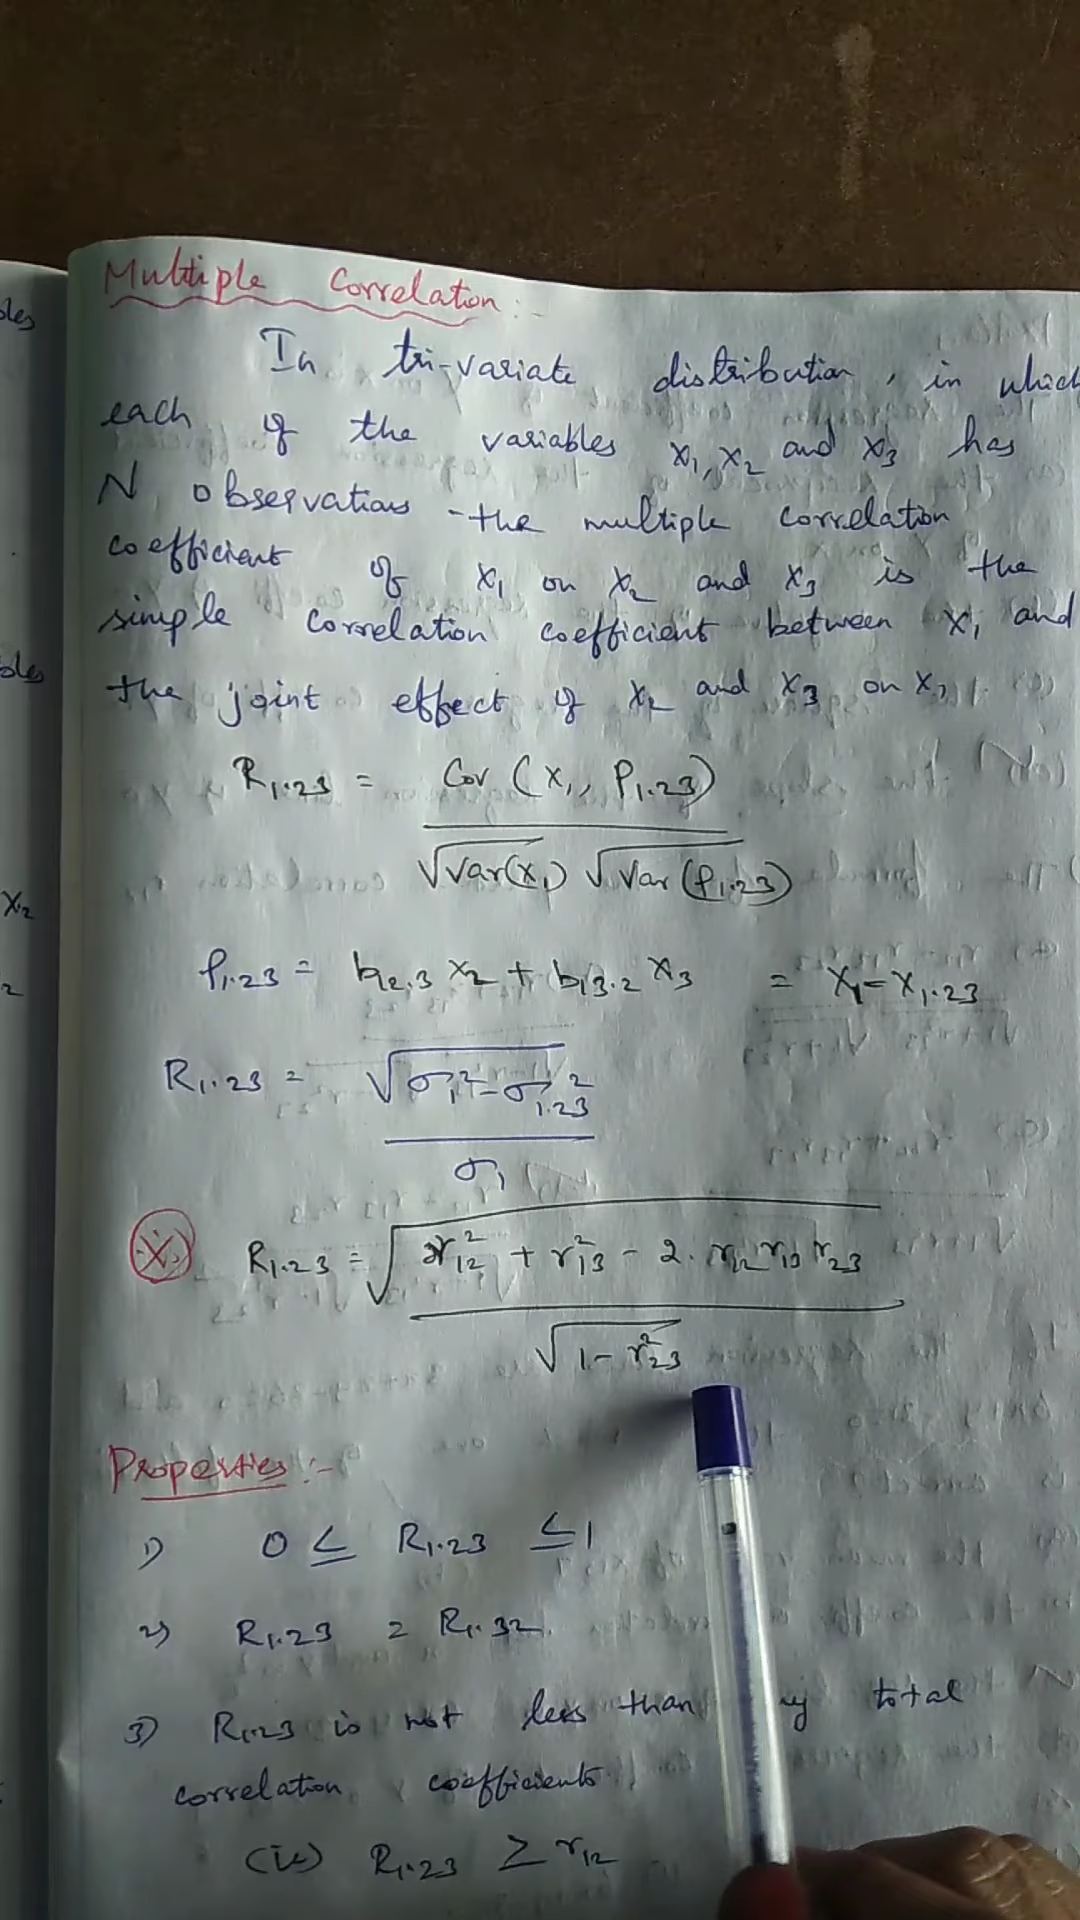 Multiple Correlation:-
In tri-variate distribution, in which
each of the variables x₁, x₂ and x₃ has
N observations the multiple correlation
coefficient of x₁ on x₂ and x₃ is the
simple correlation coefficient between x₁ and
the joint effect of x₂ and x₃ on x₁
R₁.₂₃ = Cov (x₁, P₁.₂₃)
√Var(x₁) √Var(P₁.₂₃)
P₁.₂₃ = b₁₂.₃ x₂ + b₁₃.₂ x₃ = x₁ - x₁.₂₃
R₁.₂₃ = √σ₁² - σ₁.₂₃²
σ₁
R₁.₂₃ = √r₁₂² + r₁₃² - 2. r₁₂ r₁₃ r₂₃
√1 - r₂₃²
Properties:-
1) 0 ≤ R₁.₂₃ ≤ 1
2) R₁.₂₃ = R₁.₃₂
3) R₁.₂₃ is not less than total
correlation coefficients
(ie) R₁.₂₃ ≥ r₁₂
x₂